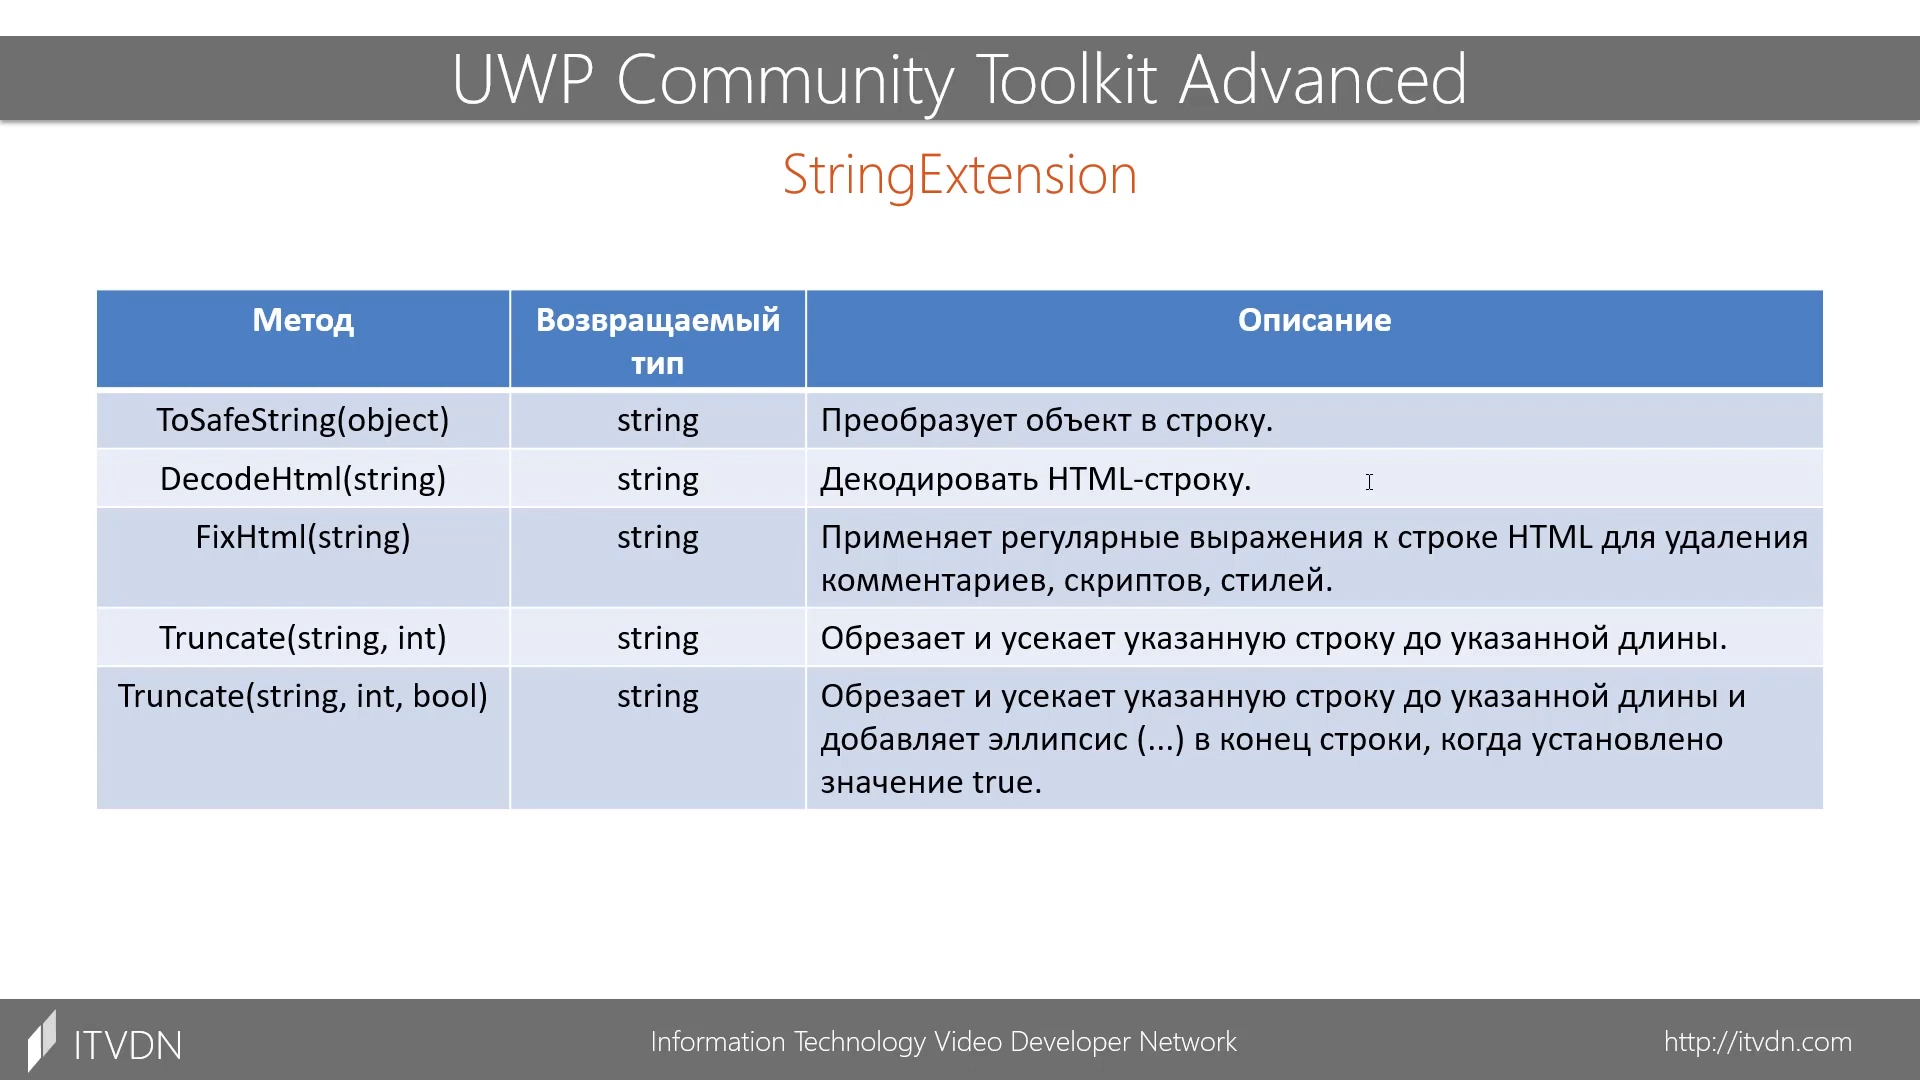 UWP Community Toolkit Advanced
StringExtension
Метод
Возвращаемый
тип
Описание
ToSafeString(object)
string
Преобразует объект в строку.
DecodeHtml(string)
string
Декодировать HTML-строку.
FixHtml(string)
string
Применяет регулярные выражения к строке HTML для удаления
комментариев, скриптов, стилей.
Truncate(string, int)
string
Обрезает и усекает указанную строку до указанной длины.
Truncate(string, int, bool)
string
Обрезает и усекает указанную строку до указанной длины и
добавляет эллипсис (...) в конец строки, когда установлено
значение true.
ITVDN
Information Technology Video Developer Network
http://itvdn.com